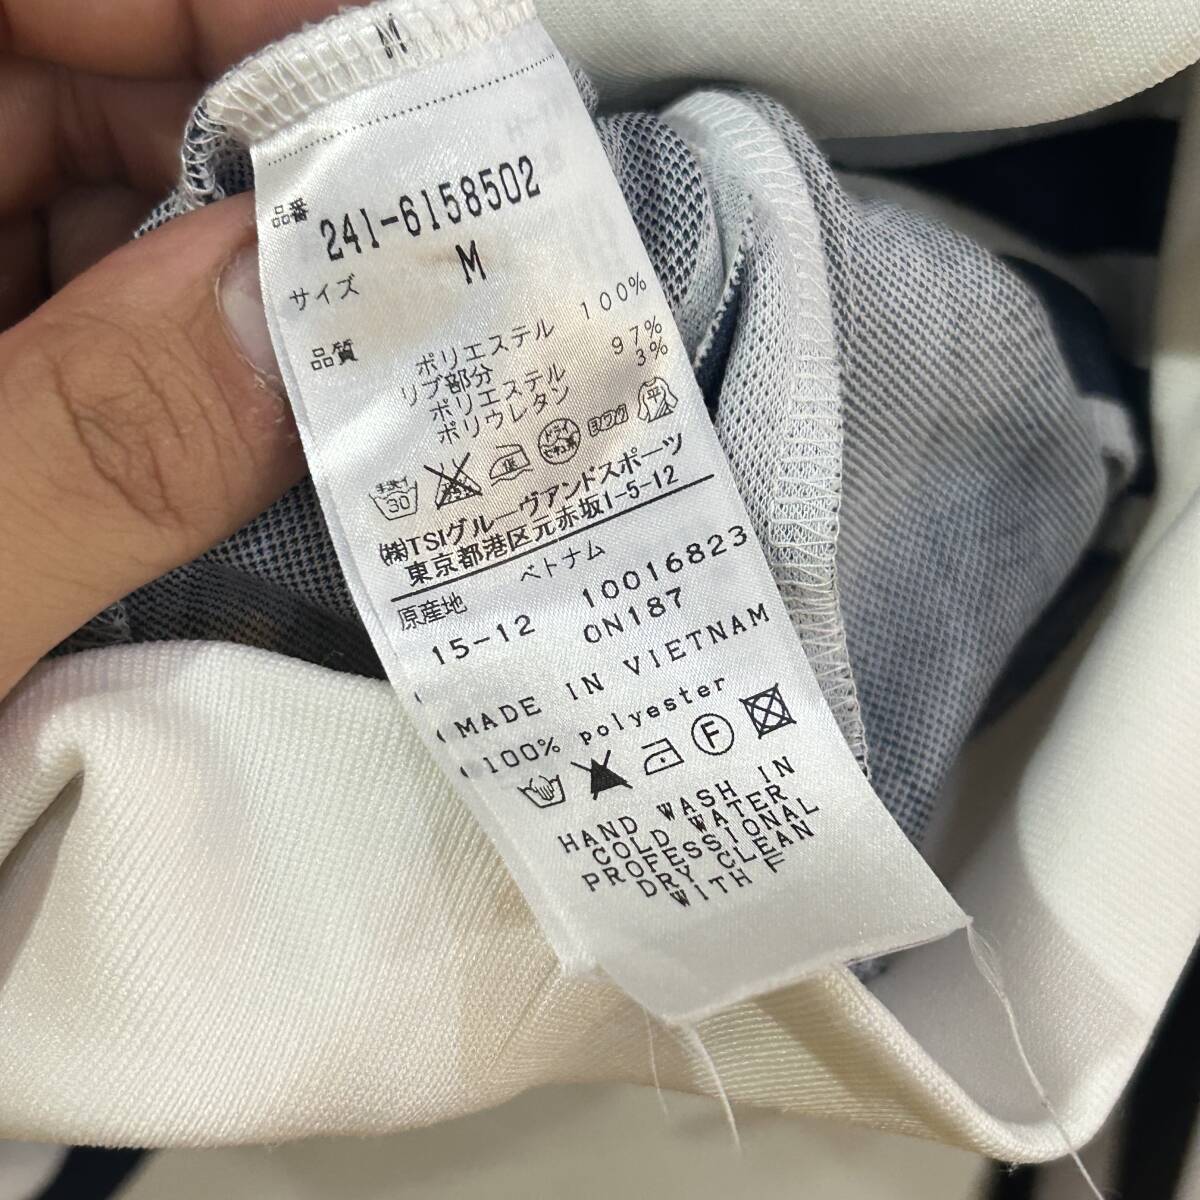 M
品番 241-6158502
サイズ M
品質 ポリエステル 100%
リブ部分
ポリエステル 97%
ポリウレタン 3%
30 ドライ 平
(株)TSIグルーヴアンドスポーツ
東京都港区元赤坂1-5-12
原産地 ベトナム
15-12 10016823
ON187
MADE IN VIETNAM
100% polyester
F
HAND WASH IN
COLD WATER
PROFESSIONAL
DRY CLEAN
WITH F